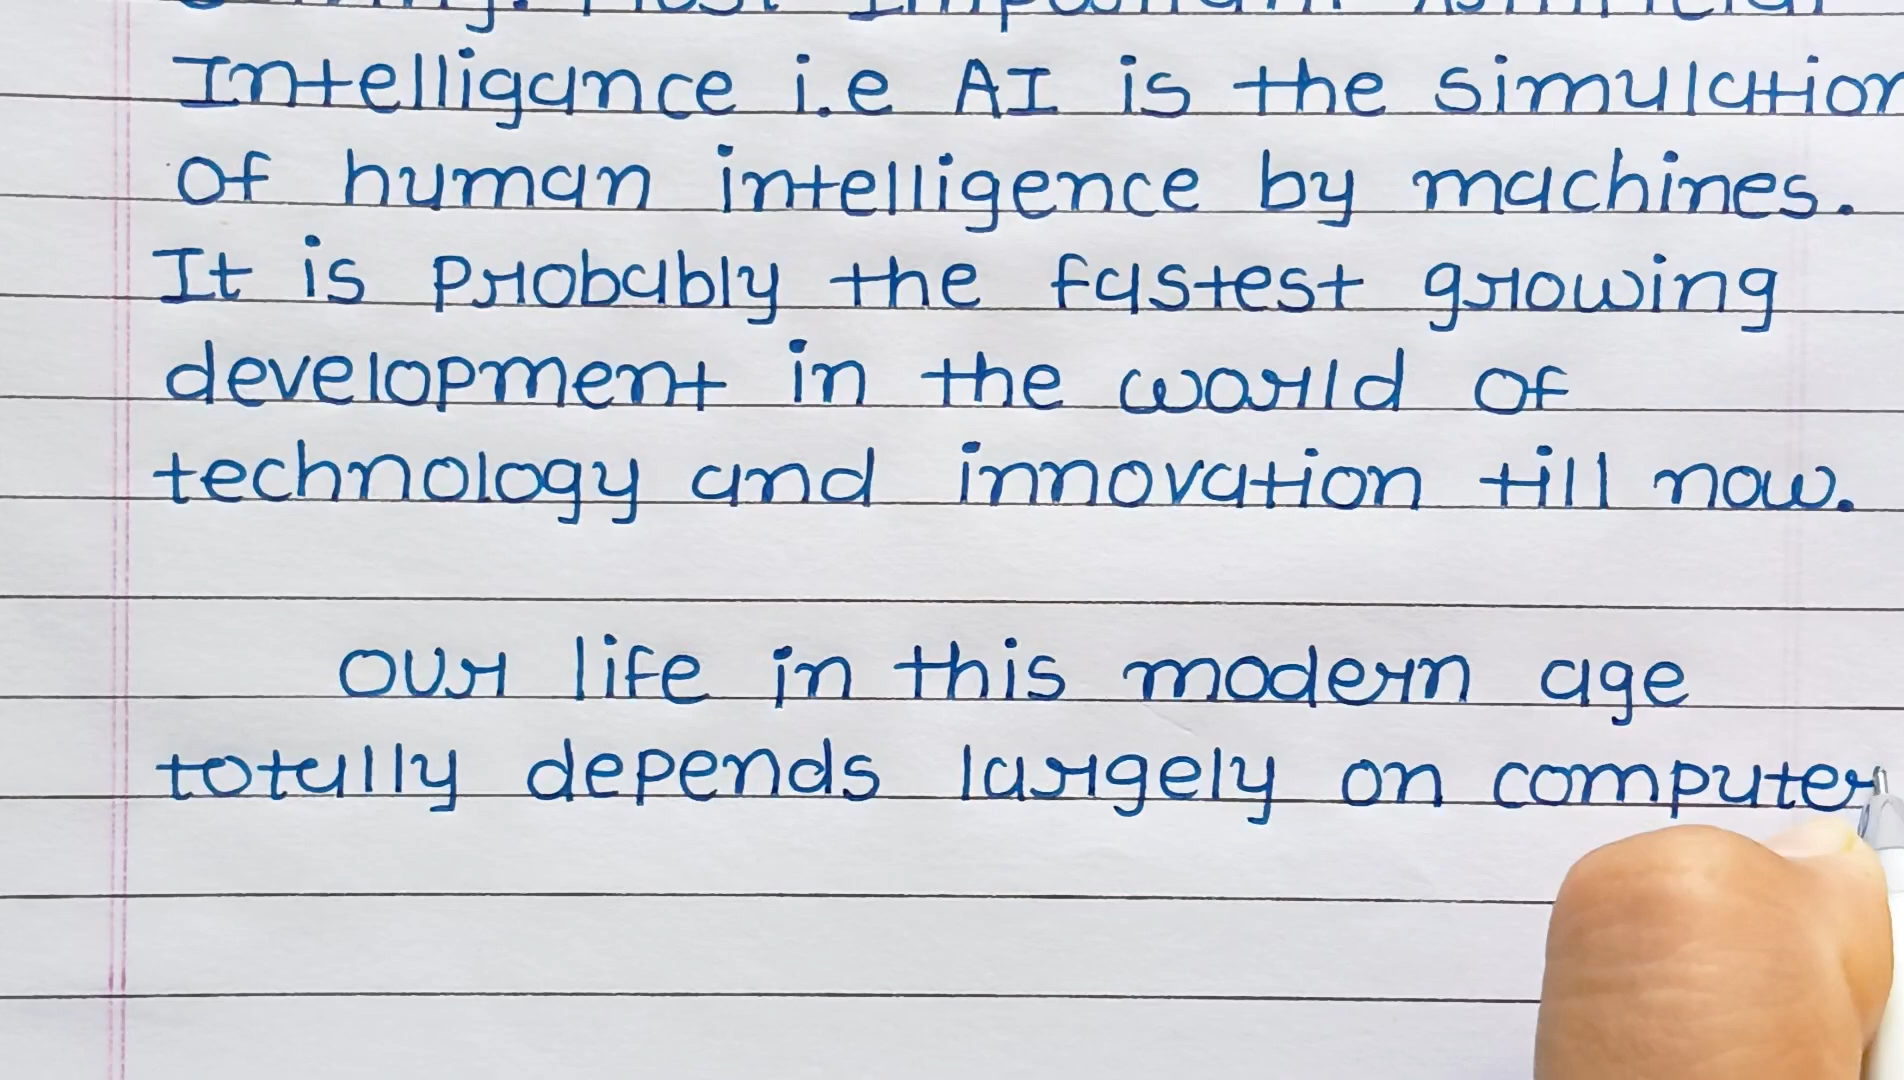 Intelligance i.e AI is the simulation
of human intelligence by machines.
It is probably the fastest growing
development in the world of
technology and innovation till now.
Our life in this modern age
totally depends largely on computer